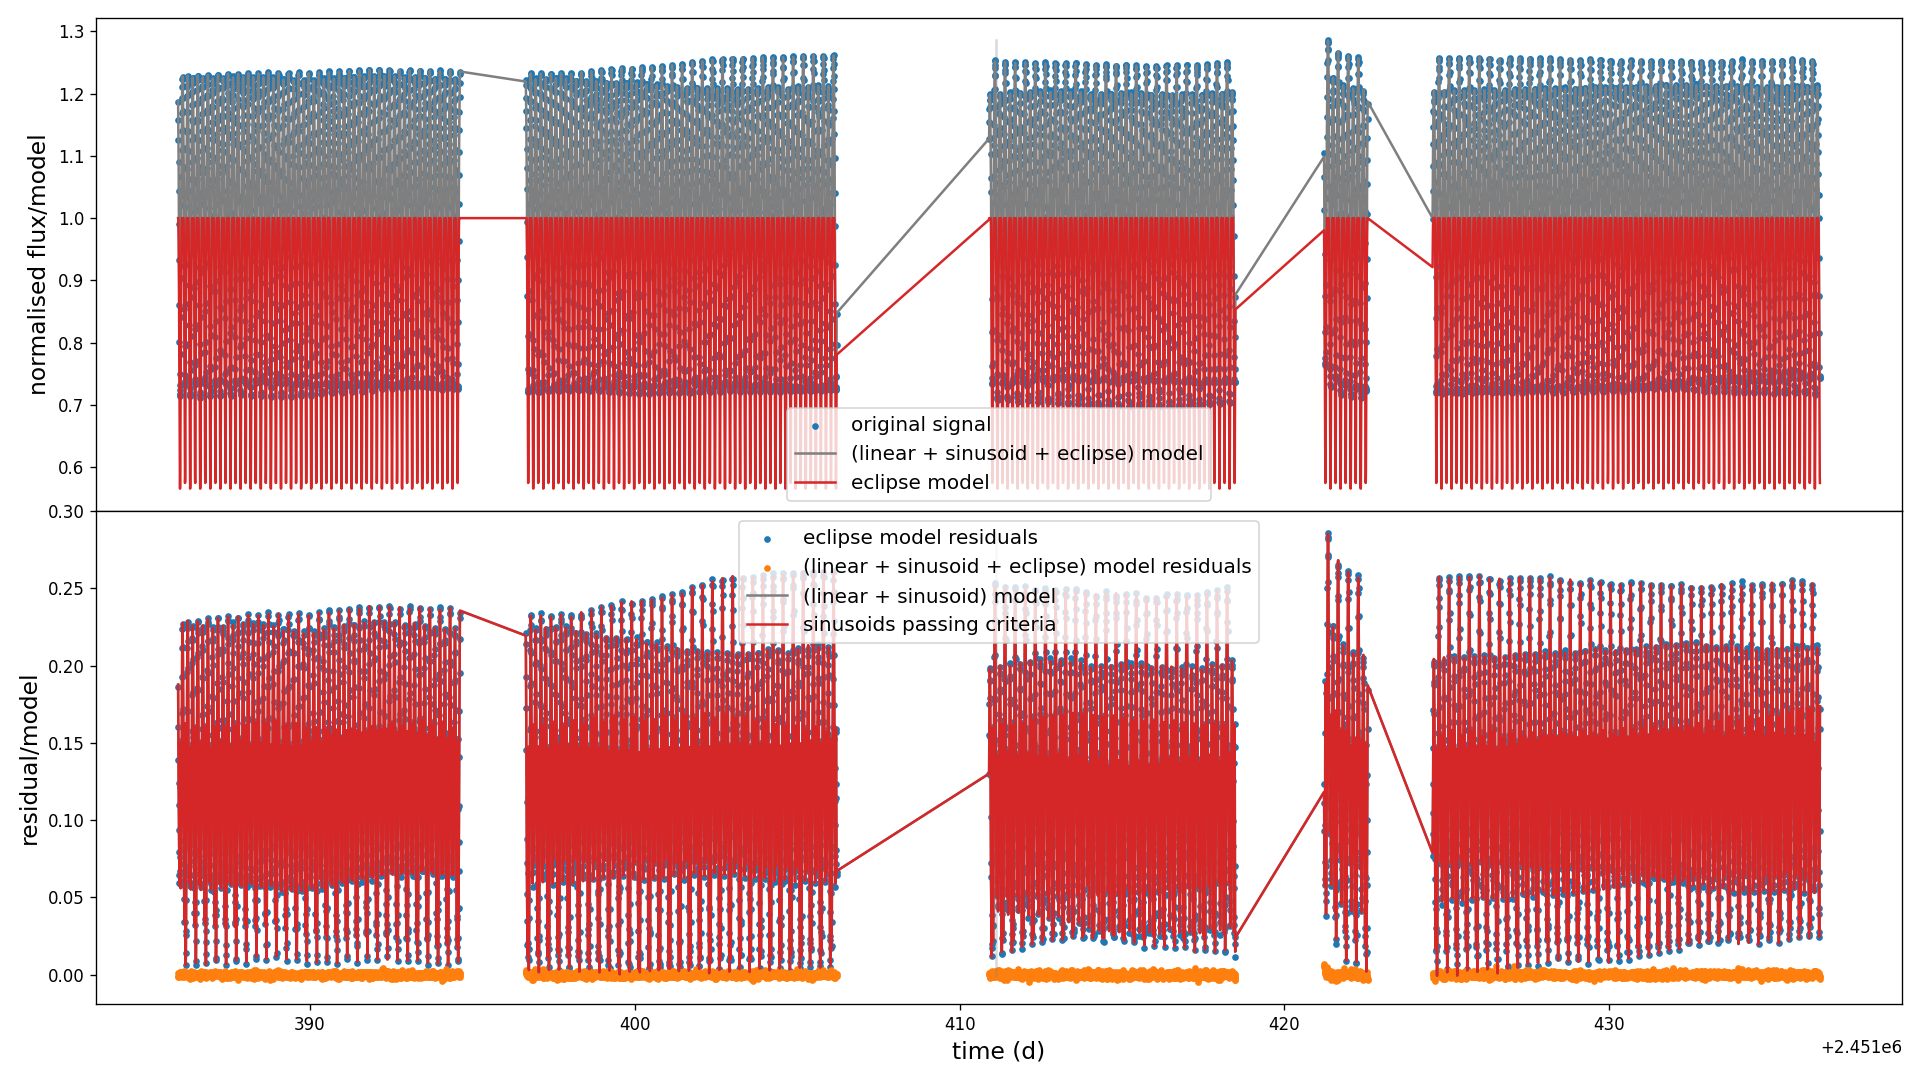 1.3
1.2
1.1
1.0
0.9
0.8
0.7
0.6
normalised flux/model
original signal
(linear + sinusoid + eclipse) model
eclipse model
0.30
0.25
0.20
0.15
0.10
0.05
0.00
residual/model
eclipse model residuals
(linear + sinusoid + eclipse) model residuals
(linear + sinusoid) model
sinusoids passing criteria
390
400
410
420
430
time (d)
+2.451e6